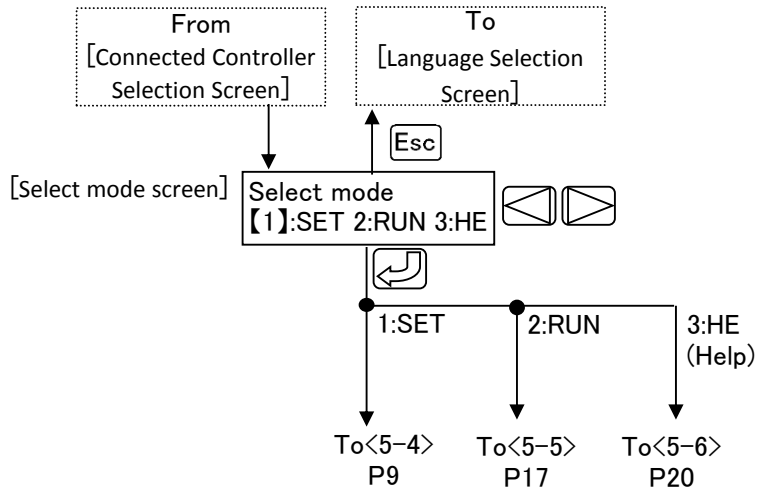 From
[Connected Controller
Selection Screen]
To
[Language Selection
Screen]
Esc
[Select mode screen]
Select mode
【1】:SET 2:RUN 3:HE
1:SET
2:RUN
3:HE
(Help)
To<5-4>
P9
To<5-5>
P17
To<5-6>
P20